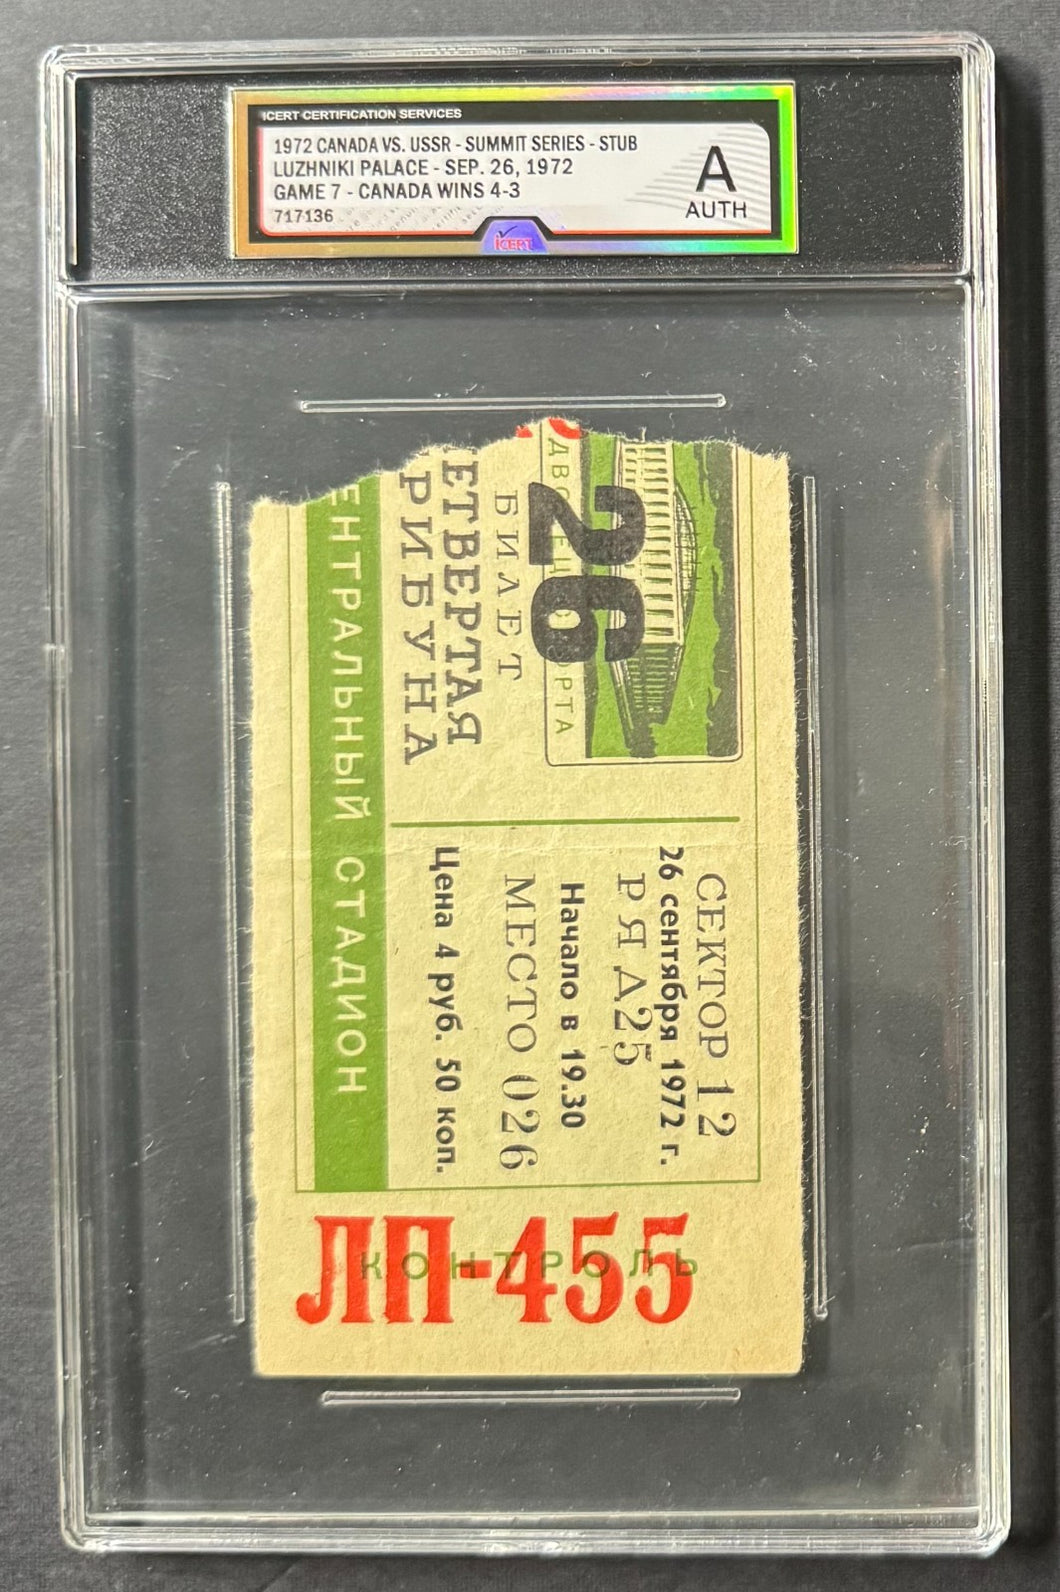 ICERT CERTIFICATION SERVICES
1972 CANADA VS. USSR - SUMMIT SERIES - STUB
LUZHNIKI PALACE - SEP. 26, 1972
GAME 7 - CANADA WINS 4-3
717136
A
AUTH
iCERT
26
БИЛЕТ
ЕТВЕРТАЯ
РИБУНА
ЕНТРАЛЬНЫЙ СТАДИОН
СЕКТОР 12
26 сентября 1972 г.
РЯД 25
Начало в 19.30
МЕСТО 026
Цена 4 руб. 50 коп.
КОНТРОЛЬ
ЛП-455